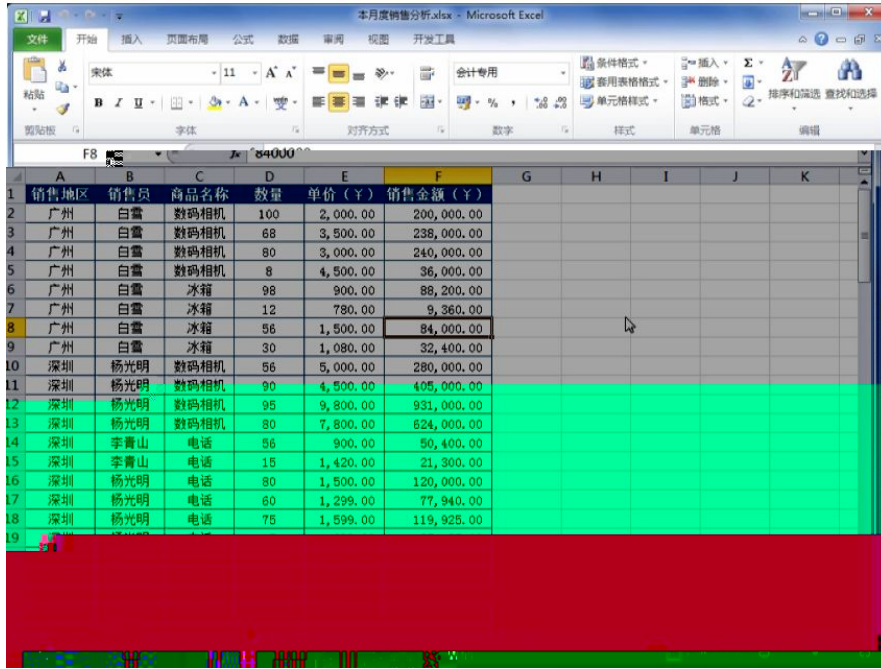 本月度销售分析.xlsx - Microsoft Excel
文件 开始 插入 页面布局 公式 数据 审阅 视图 开发工具
宋体 11 会计专用 条件格式 插入 Σ
粘贴 套用表格格式 删除 排序和筛选 查找和选择
B I U A % , 单元格样式 格式
剪贴板 字体 对齐方式 数字 样式 单元格 编辑
F8 fx
A B C D E F G H I J K
1 销售地区 销售员 商品名称 数量 单价(¥) 销售金额(¥)
2 广州 白雪 数码相机 100 2,000.00 200,000.00
3 广州 白雪 数码相机 68 3,500.00 238,000.00
4 广州 白雪 数码相机 80 3,000.00 240,000.00
5 广州 白雪 数码相机 8 4,500.00 36,000.00
6 广州 白雪 冰箱 98 900.00 88,200.00
7 广州 白雪 冰箱 12 780.00 9,360.00
8 广州 白雪 冰箱 56 1,500.00 84,000.00
9 广州 白雪 冰箱 30 1,080.00 32,400.00
10 深圳 杨光明 数码相机 56 5,000.00 280,000.00
11 深圳 杨光明 数码相机 90 4,500.00 405,000.00
12 深圳 杨光明 数码相机 95 9,800.00 931,000.00
13 深圳 杨光明 数码相机 80 7,800.00 624,000.00
14 深圳 李青山 电话 56 900.00 50,400.00
15 深圳 李青山 电话 15 1,420.00 21,300.00
16 深圳 杨光明 电话 80 1,500.00 120,000.00
17 深圳 杨光明 电话 60 1,299.00 77,940.00
18 深圳 杨光明 电话 75 1,599.00 119,925.00
19